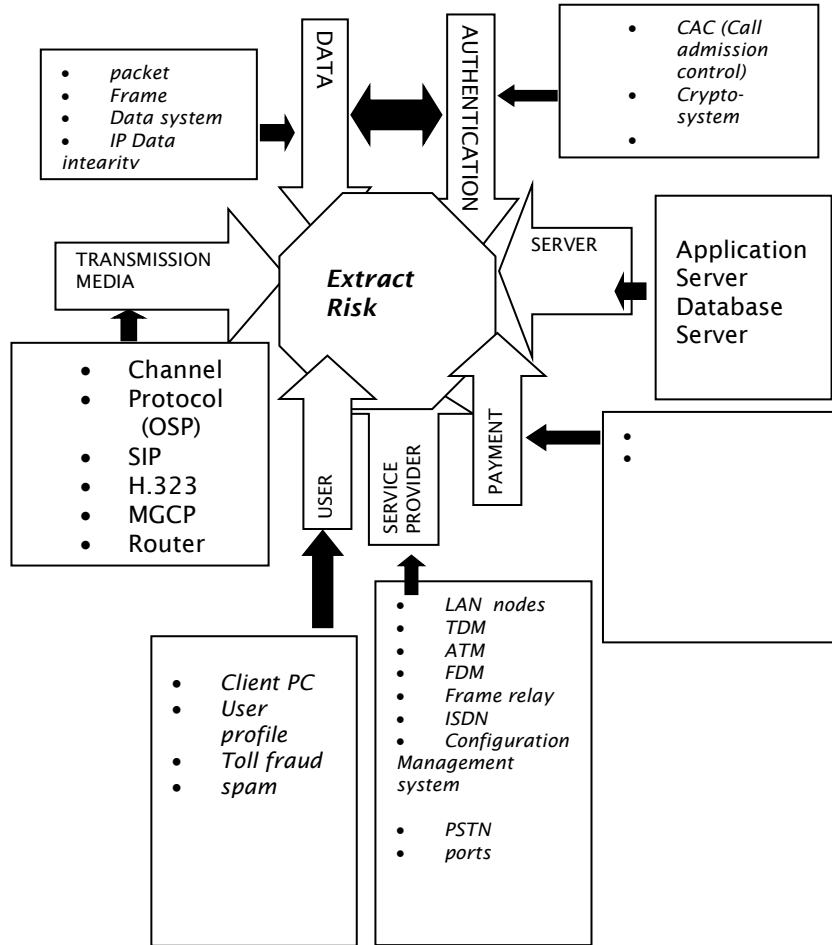 DATA
AUTHENTICATION
• packet
• Frame
• Data system
• IP Data
intearitv
• CAC (Call
admission
control)
• Crypto-
system
•
TRANSMISSION
MEDIA
Extract
Risk
SERVER
Application
Server
Database
Server
• Channel
• Protocol
(OSP)
• SIP
• H.323
• MGCP
• Router
USER
SERVICE
PROVIDER
PAYMENT
•
•
• Client PC
• User
profile
• Toll fraud
• spam
• LAN nodes
• TDM
• ATM
• FDM
• Frame relay
• ISDN
• Configuration
Management
system
• PSTN
• ports